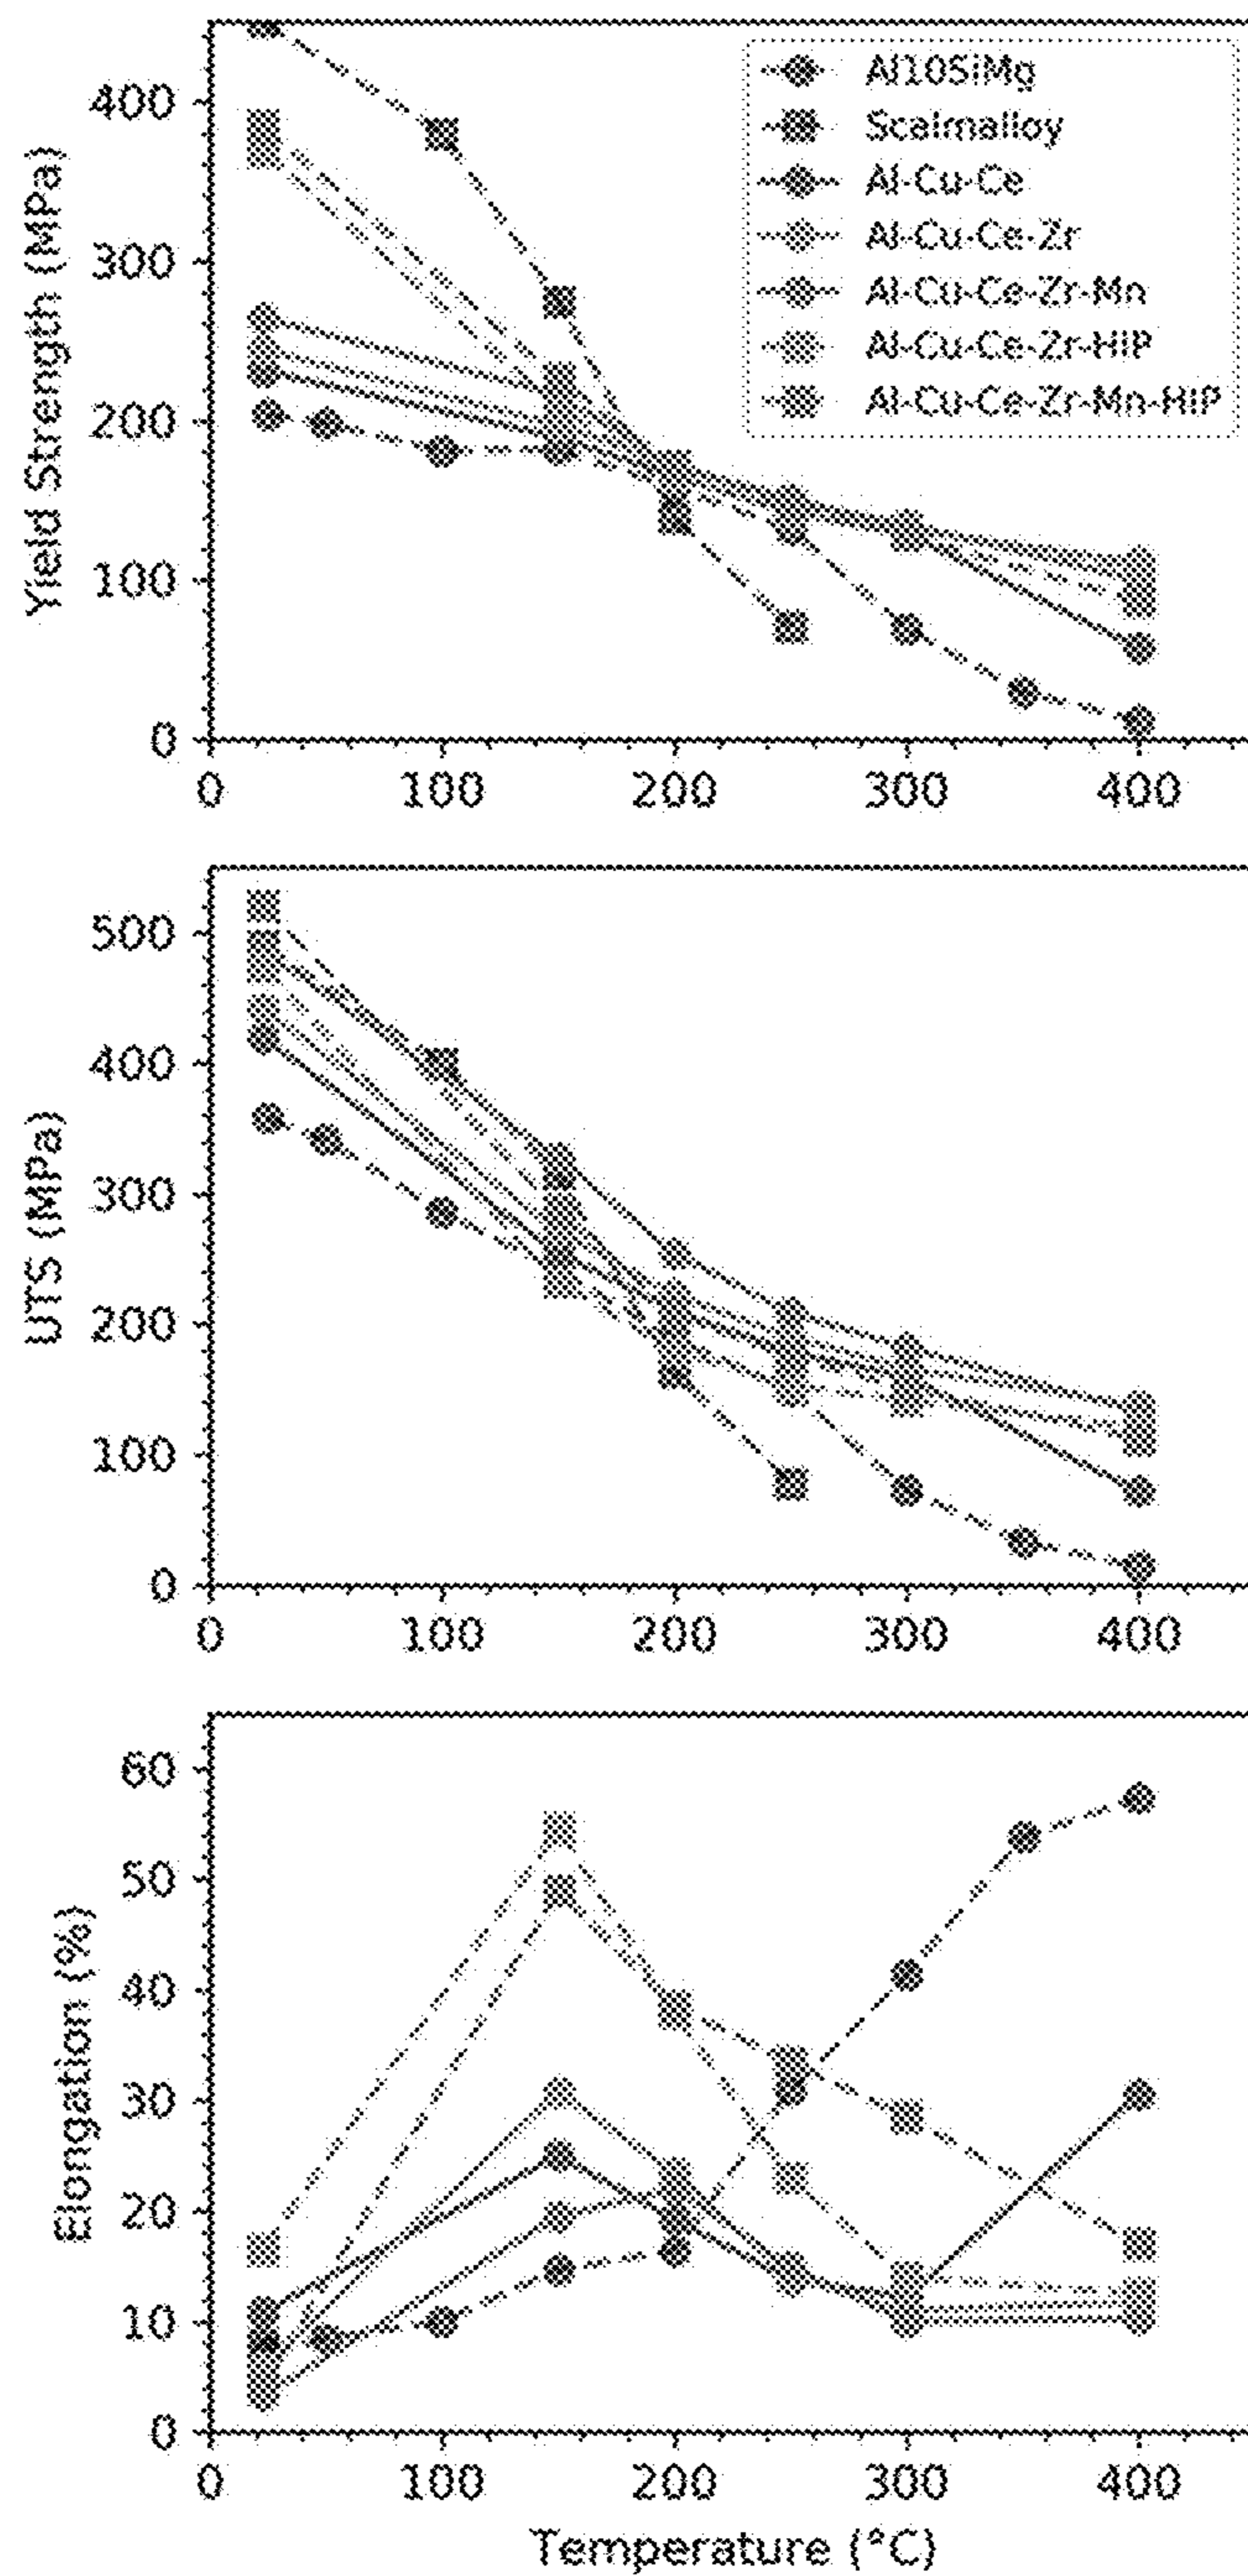 Yield Strength (MPa)
400
300
200
100
0
0 100 200 300 400
Al10SiMg
Scalmalloy
Al-Cu-Ce
Al-Cu-Ce-Zr
Al-Cu-Ce-Zr-Mn
Al-Cu-Ce-Zr-HIP
Al-Cu-Ce-Zr-Mn-HIP
UTS (MPa)
500
400
300
200
100
0
0 100 200 300 400
Elongation (%)
60
50
40
30
20
10
0
0 100 200 300 400
Temperature (°C)